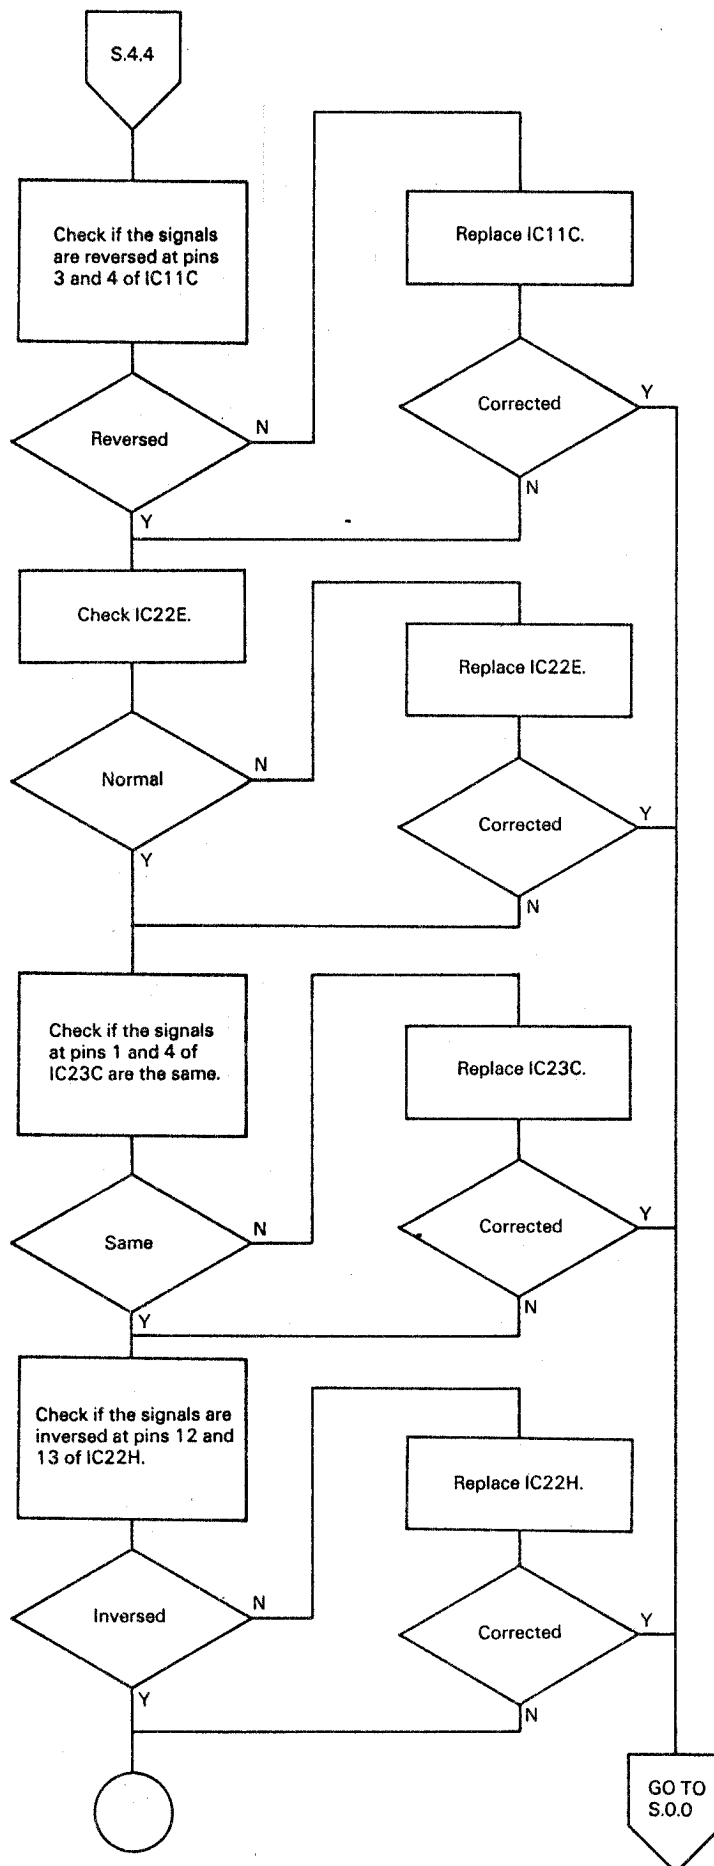 S.4.4
Check if the signals
are reversed at pins
3 and 4 of IC11C
Replace IC11C.
Reversed
N
Y
Corrected
Y
N
Check IC22E.
Replace IC22E.
Normal
N
Y
Corrected
Y
N
Check if the signals
at pins 1 and 4 of
IC23C are the same.
Replace IC23C.
Same
N
Y
Corrected
Y
N
Check if the signals are
inversed at pins 12 and
13 of IC22H.
Replace IC22H.
Inversed
N
Y
Corrected
Y
N
GO TO
S.0.0